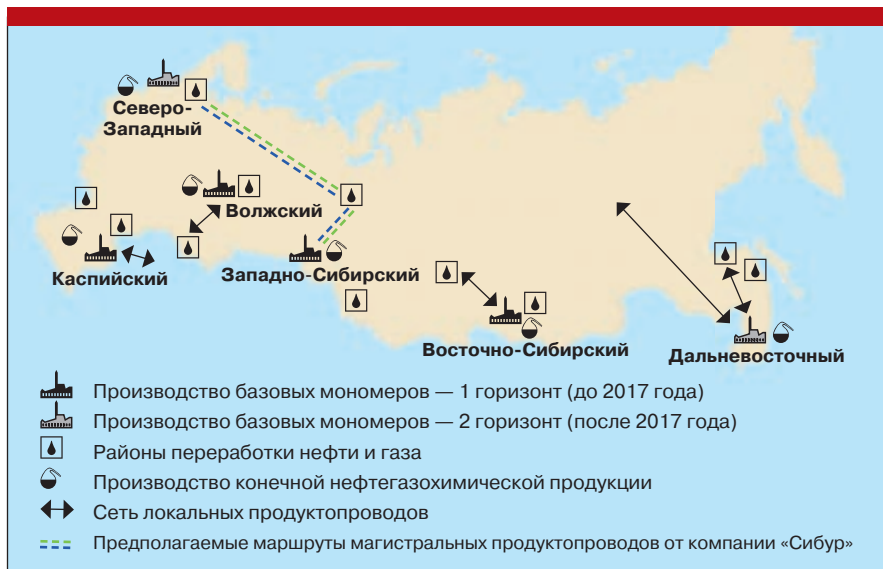 Северо-
Западный
Волжский
Каспийский
Западно-Сибирский
Восточно-Сибирский
Дальневосточный
Производство базовых мономеров — 1 горизонт (до 2017 года)
Производство базовых мономеров — 2 горизонт (после 2017 года)
Районы переработки нефти и газа
Производство конечной нефтегазохимической продукции
Сеть локальных продуктопроводов
Предполагаемые маршруты магистральных продуктопроводов от компании «Сибур»